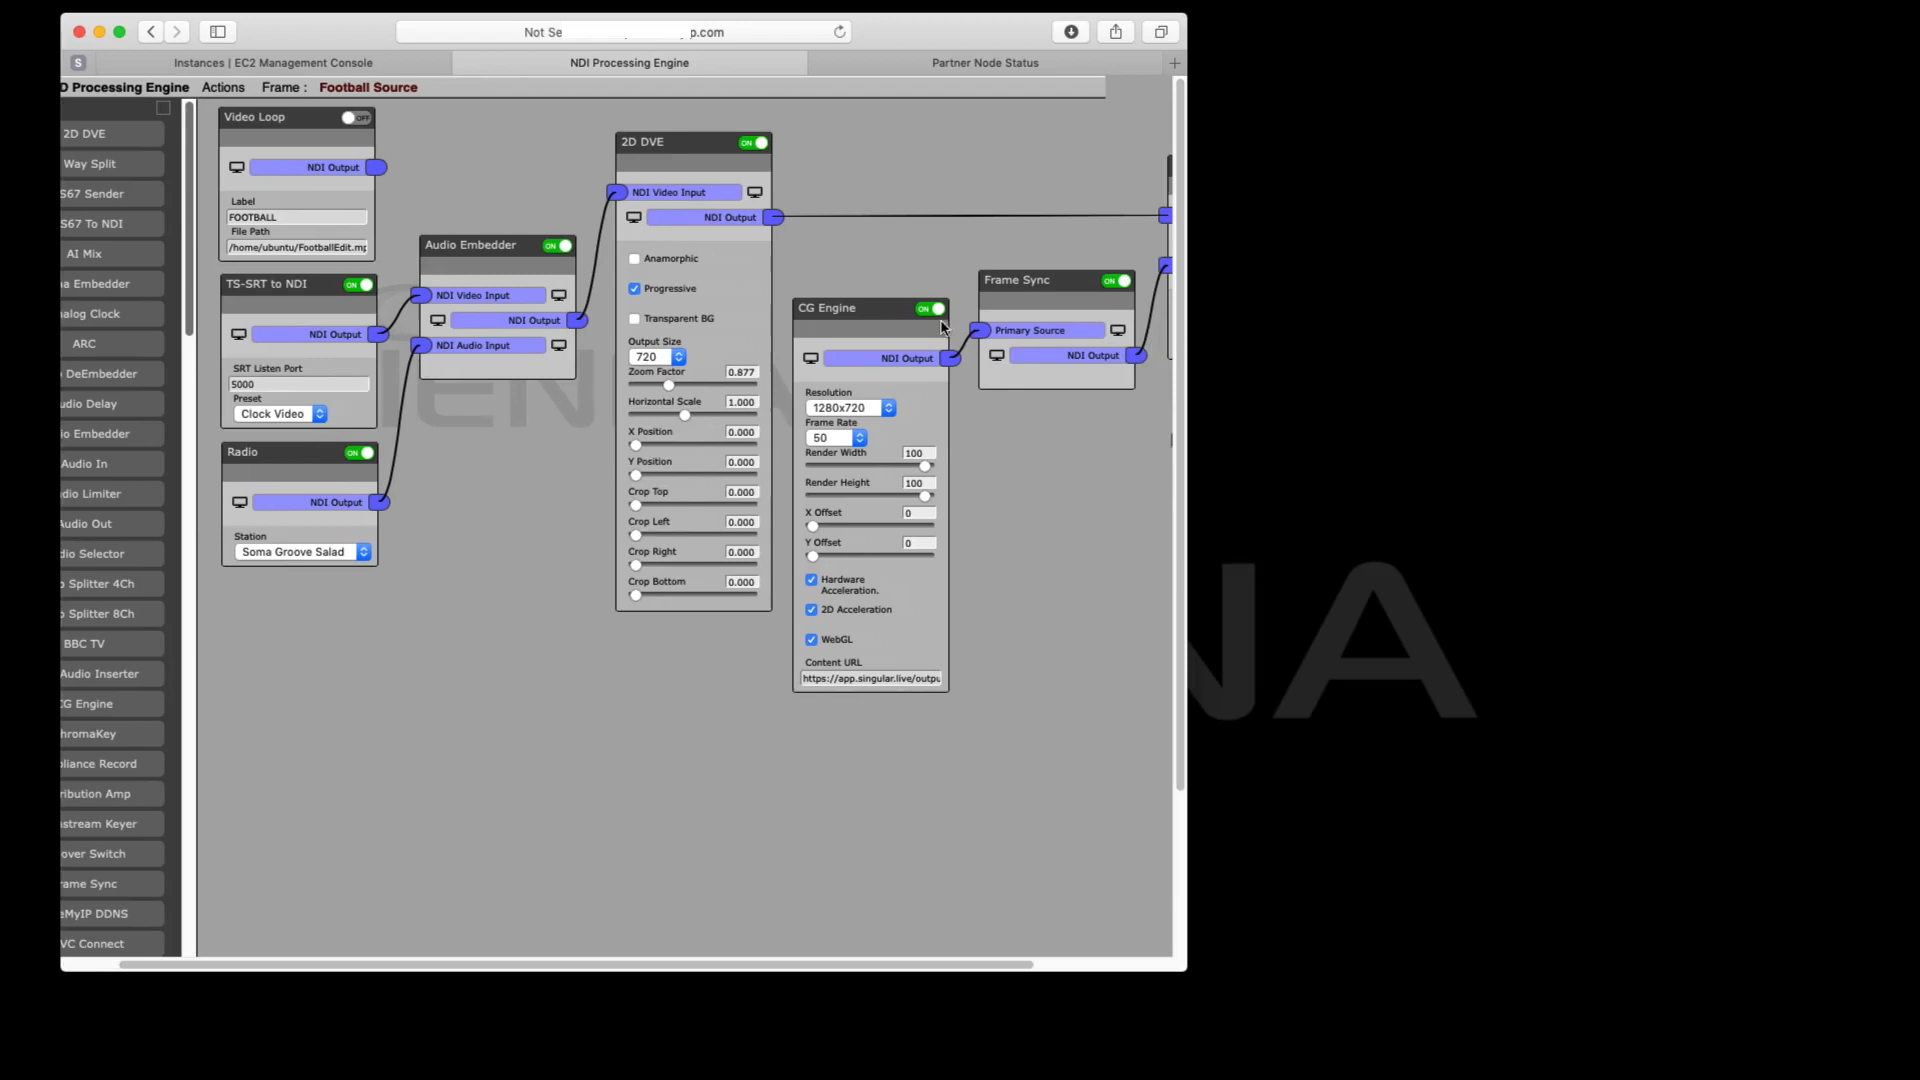 Not Se p.com
S Instances | EC2 Management Console NDI Processing Engine Partner Node Status
D Processing Engine Actions Frame : Football Source
2D DVE
Way Split
S67 Sender
S67 To NDI
AI Mix
ha Embedder
nalog Clock
ARC
o DeEmbedder
udio Delay
io Embedder
Audio In
dio Limiter
Audio Out
dio Selector
o Splitter 4Ch
o Splitter 8Ch
BBC TV
Audio Inserter
CG Engine
hromaKey
pliance Record
ribution Amp
nstream Keyer
over Switch
rame Sync
eMyIP DDNS
VC Connect
Video Loop OFF
NDI Output
Label
FOOTBALL
File Path
/home/ubuntu/FootballEdit.mp
TS-SRT to NDI ON
NDI Output
SRT Listen Port
5000
Preset
Clock Video
Radio ON
NDI Output
Station
Soma Groove Salad
Audio Embedder ON
NDI Video Input
NDI Output
NDI Audio Input
2D DVE ON
NDI Video Input
NDI Output
Anamorphic
Progressive
Transparent BG
Output Size
720
Zoom Factor 0.877
Horizontal Scale 1.000
X Position 0.000
Y Position 0.000
Crop Top 0.000
Crop Left 0.000
Crop Right 0.000
Crop Bottom 0.000
CG Engine ON
NDI Output
Resolution
1280x720
Frame Rate
50
Render Width 100
Render Height 100
X Offset 0
Y Offset 0
Hardware
Acceleration.
2D Acceleration
WebGL
Content URL
https://app.singular.live/outpu
Frame Sync ON
Primary Source
NDI Output
IENNA
NA